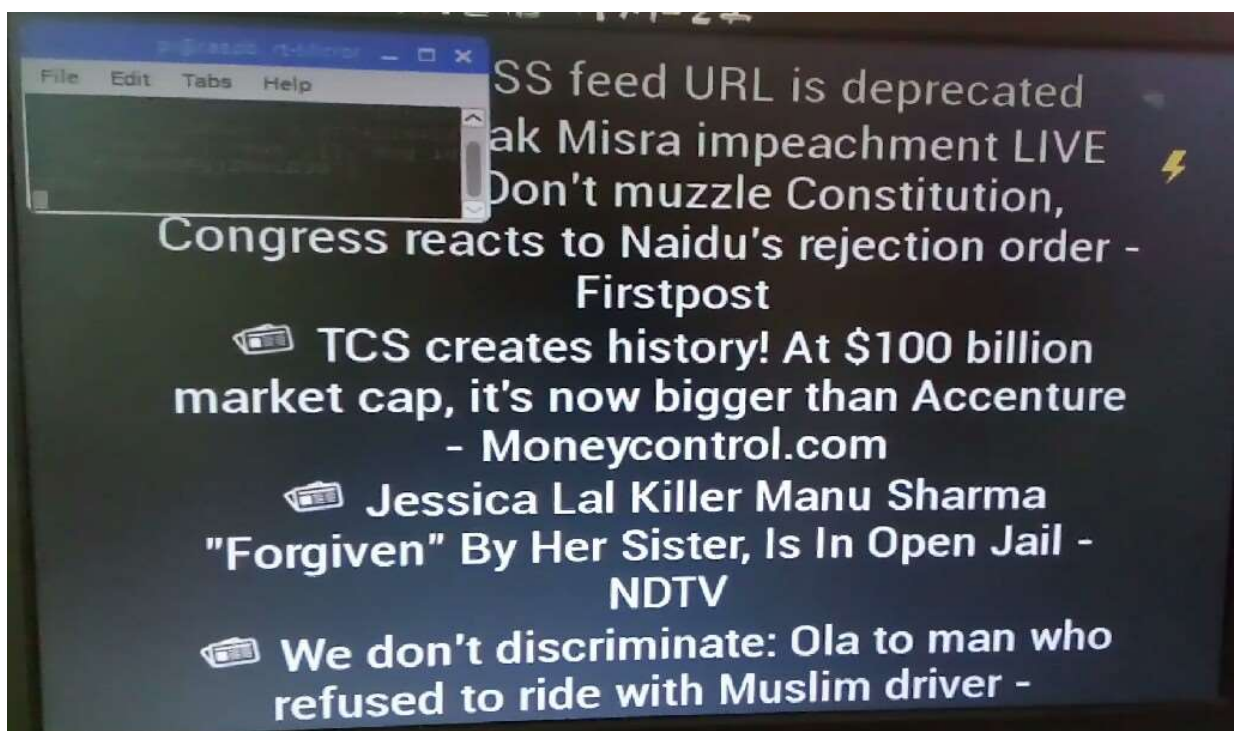 File Edit Tabs Help
SS feed URL is deprecated
ak Misra impeachment LIVE
Don't muzzle Constitution,
Congress reacts to Naidu's rejection order -
Firstpost
TCS creates history! At $100 billion
market cap, it's now bigger than Accenture
- Moneycontrol.com
Jessica Lal Killer Manu Sharma
"Forgiven" By Her Sister, Is In Open Jail -
NDTV
We don't discriminate: Ola to man who
refused to ride with Muslim driver -